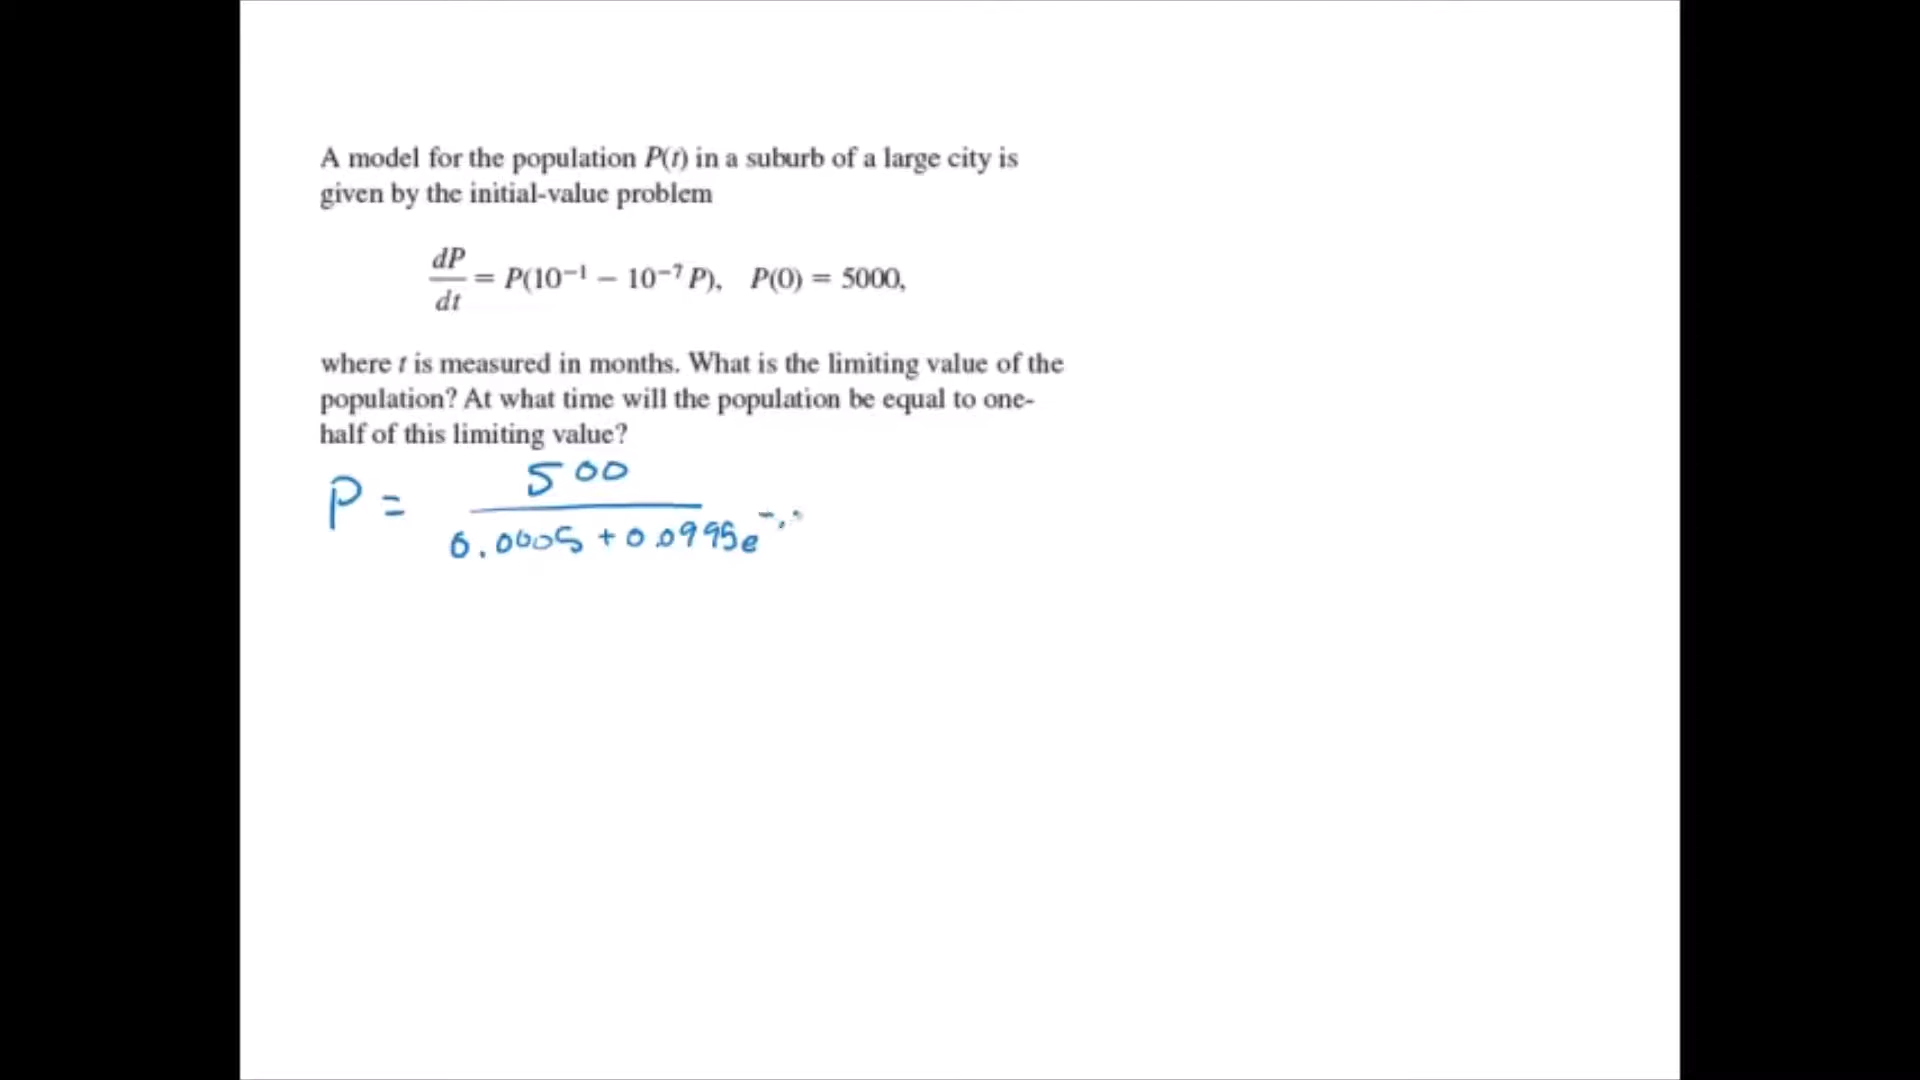 A model for the population P(t) in a suburb of a large city is
given by the initial-value problem
dP/dt = P(10⁻¹ − 10⁻⁷ P), P(0) = 5000,
where t is measured in months. What is the limiting value of the
population? At what time will the population be equal to one-
half of this limiting value?
P =
500
0.0005 + 0.0995e^-.